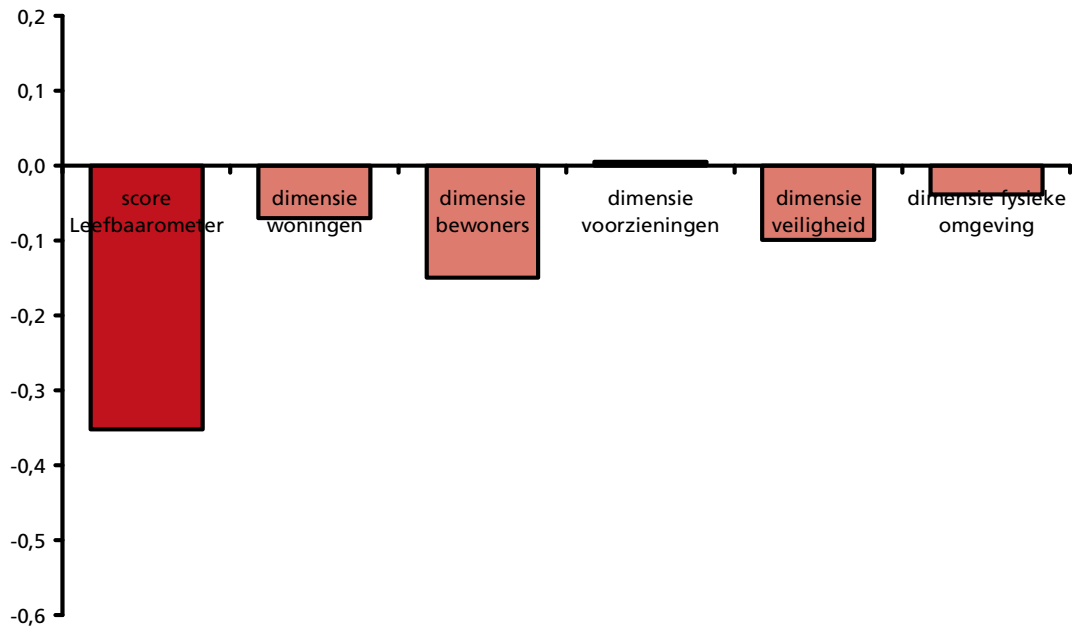 0,2
0,1
0,0
-0,1
-0,2
-0,3
-0,4
-0,5
-0,6
score
Leefbaarometer
dimensie
woningen
dimensie
bewoners
dimensie
voorzieningen
dimensie
veiligheid
dimensie fysieke
omgeving